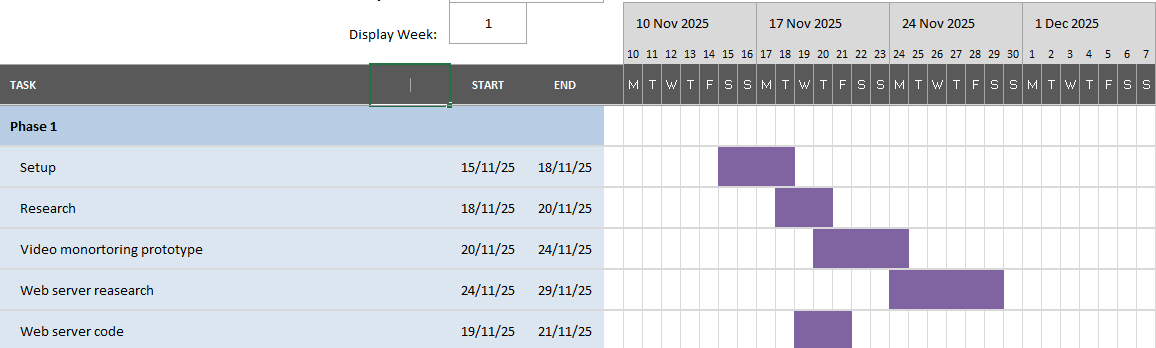 Display Week: 1
10 Nov 2025 17 Nov 2025 24 Nov 2025 1 Dec 2025
10 11 12 13 14 15 16 17 18 19 20 21 22 23 24 25 26 27 28 29 30 1 2 3 4 5 6 7
TASK START END M T W T F S S M T W T F S S M T W T F S S M T W T F S S
Phase 1
Setup 15/11/25 18/11/25
Research 18/11/25 20/11/25
Video monortoring prototype 20/11/25 24/11/25
Web server reasearch 24/11/25 29/11/25
Web server code 19/11/25 21/11/25